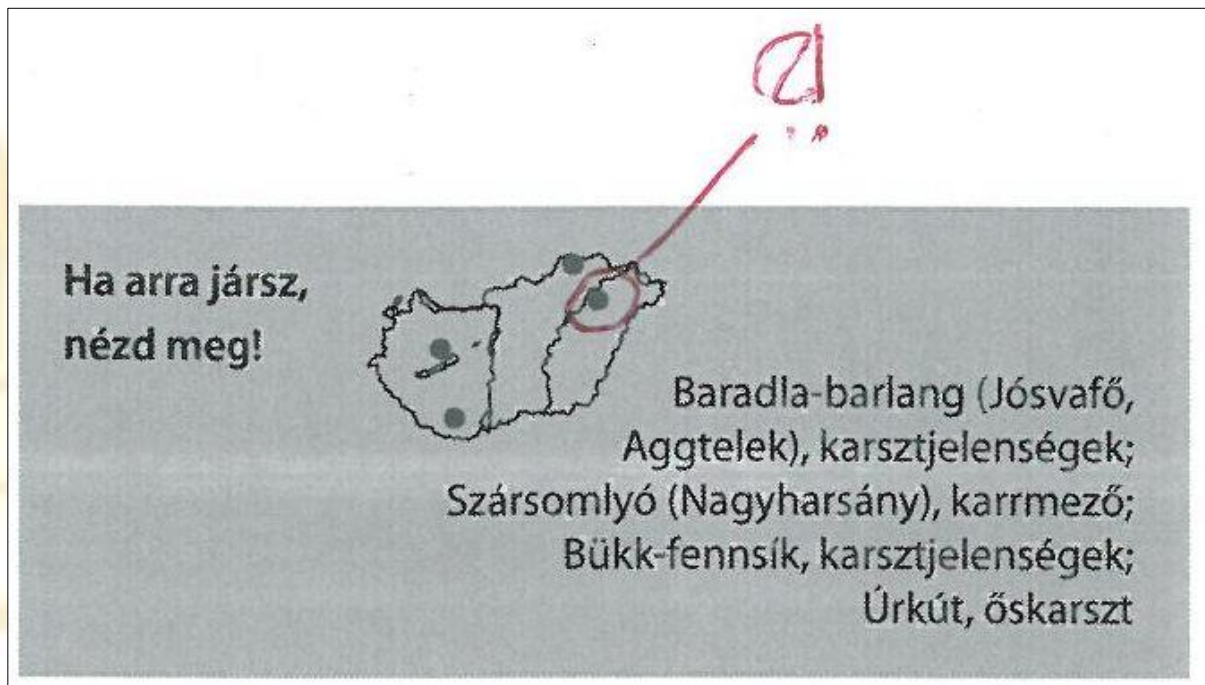 Ha arra jársz,
nézd meg!
Baradla-barlang (Jósvafő,
Aggtelek), karsztjelenségek;
Szársomlyó (Nagyharsány), karrmező;
Bükk-fennsík, karsztjelenségek;
Úrkút, őskarszt